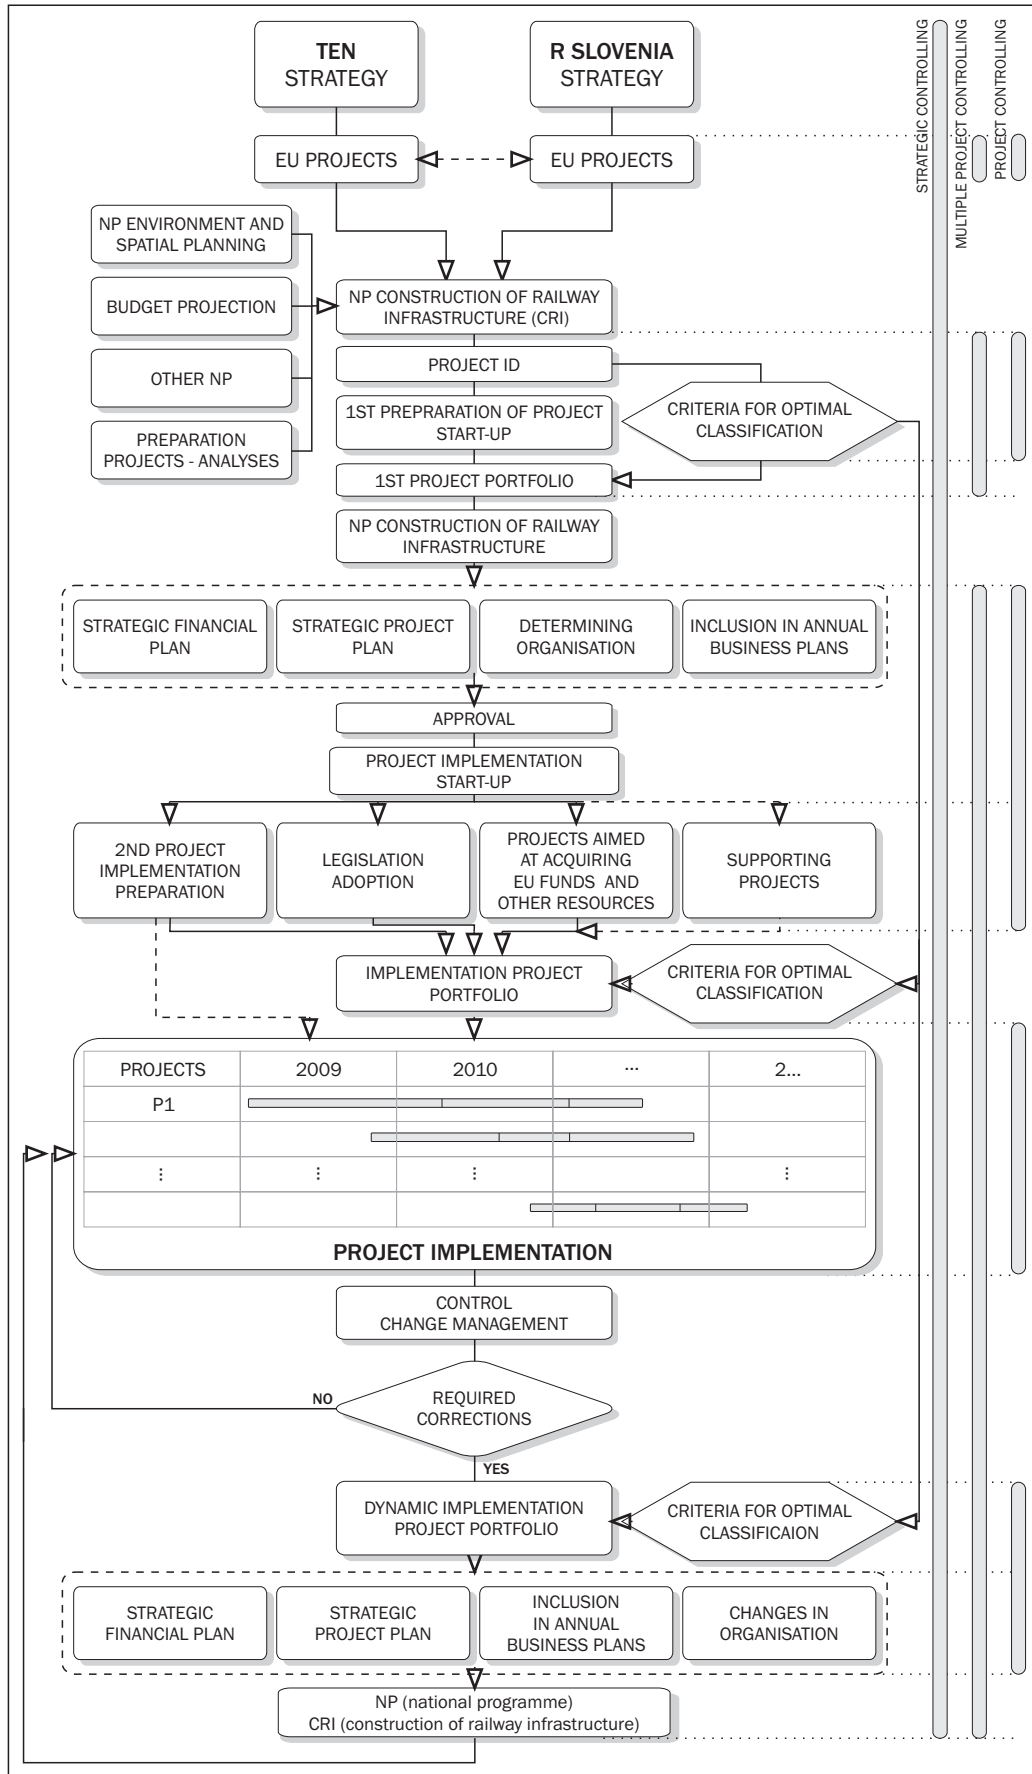 TEN
STRATEGY
R SLOVENIA
STRATEGY
STRATEGIC CONTROLLING
MULTIPLE PROJECT CONTROLLING
PROJECT CONTROLLING
EU PROJECTS
EU PROJECTS
NP ENVIRONMENT AND
SPATIAL PLANNING
BUDGET PROJECTION
OTHER NP
PREPARATION
PROJECTS - ANALYSES
NP CONSTRUCTION OF RAILWAY
INFRASTRUCTURE (CRI)
PROJECT ID
1ST PREPRARATION OF PROJECT
START-UP
CRITERIA FOR OPTIMAL
CLASSIFICATION
1ST PROJECT PORTFOLIO
NP CONSTRUCTION OF RAILWAY
INFRASTRUCTURE
STRATEGIC FINANCIAL
PLAN
STRATEGIC PROJECT
PLAN
DETERMINING
ORGANISATION
INCLUSION IN ANNUAL
BUSINESS PLANS
APPROVAL
PROJECT IMPLEMENTATION
START-UP
2ND PROJECT
IMPLEMENTATION
PREPARATION
LEGISLATION
ADOPTION
PROJECTS AIMED
AT ACQUIRING
EU FUNDS AND
OTHER RESOURCES
SUPPORTING
PROJECTS
IMPLEMENTATION PROJECT
PORTFOLIO
CRITERIA FOR OPTIMAL
CLASSIFICATION
PROJECTS 2009 2010 ... 2...
P1
⋮ ⋮ ⋮ ⋮
PROJECT IMPLEMENTATION
CONTROL
CHANGE MANAGEMENT
NO
REQUIRED
CORRECTIONS
YES
DYNAMIC IMPLEMENTATION
PROJECT PORTFOLIO
CRITERIA FOR OPTIMAL
CLASSIFICAION
STRATEGIC
FINANCIAL PLAN
STRATEGIC
PROJECT PLAN
INCLUSION
IN ANNUAL
BUSINESS PLANS
CHANGES IN
ORGANISATION
NP (national programme)
CRI (construction of railway infrastructure)